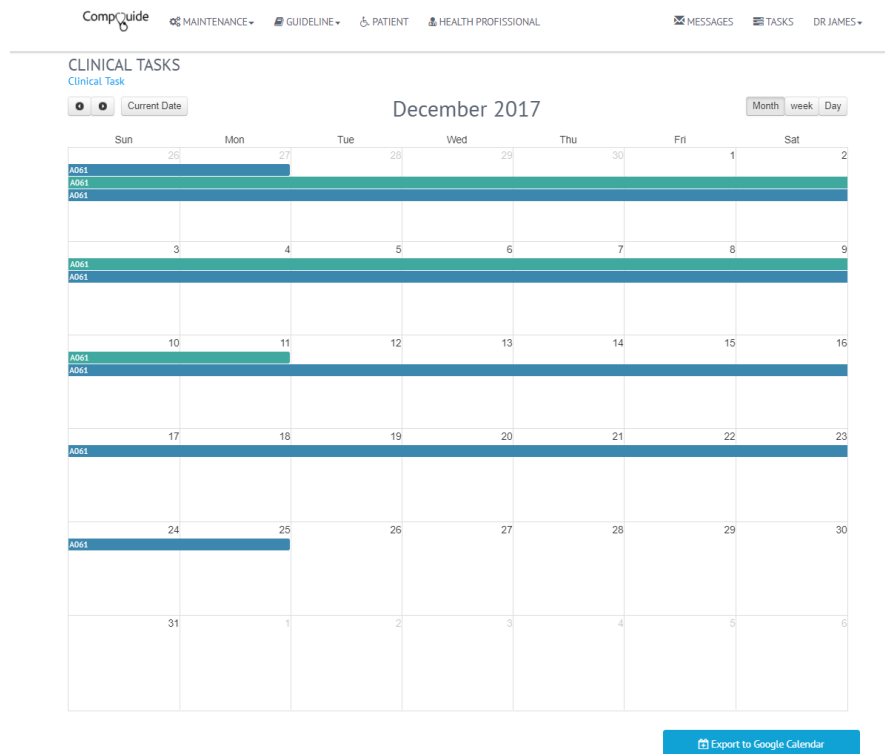 CompGuide MAINTENANCE GUIDELINE PATIENT HEALTH PROFISSIONAL MESSAGES TASKS DR JAMES
CLINICAL TASKS
Clinical Task
Current Date December 2017 Month week Day
Sun Mon Tue Wed Thu Fri Sat
26 27 28 29 30 1 2
A061
A061
A061
3 4 5 6 7 8 9
A061
A061
10 11 12 13 14 15 16
A061
A061
17 18 19 20 21 22 23
A061
24 25 26 27 28 29 30
A061
31 1 2 3 4 5 6
Export to Google Calendar